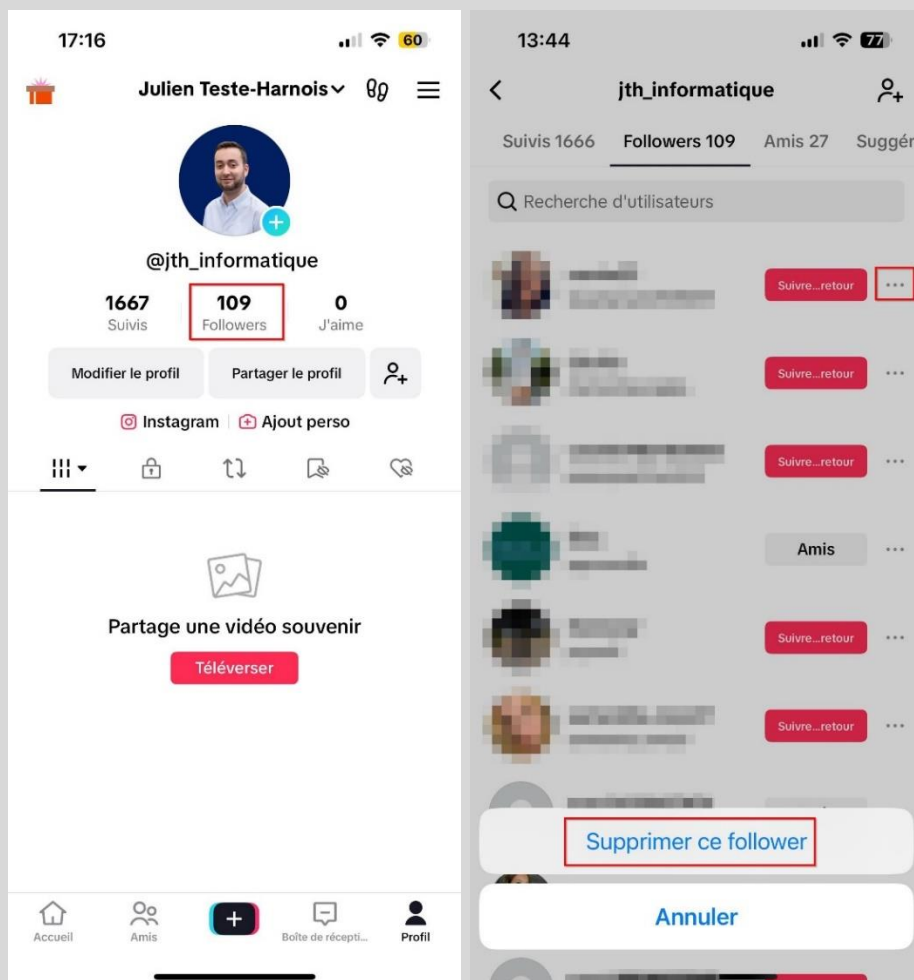 17:16
60
Julien Teste-Harnois
@jth_informatique
1667
Suivis
109
Followers
0
J'aime
Modifier le profil
Partager le profil
Instagram
Ajout perso
Partage une vidéo souvenir
Téléverser
Accueil
Amis
Boîte de récepti...
Profil
13:44
77
jth_informatique
Suivis 1666 Followers 109 Amis 27 Suggér
Recherche d'utilisateurs
Suivre...retour
Suivre...retour
Suivre...retour
Amis
Suivre...retour
Suivre...retour
Supprimer ce follower
Annuler